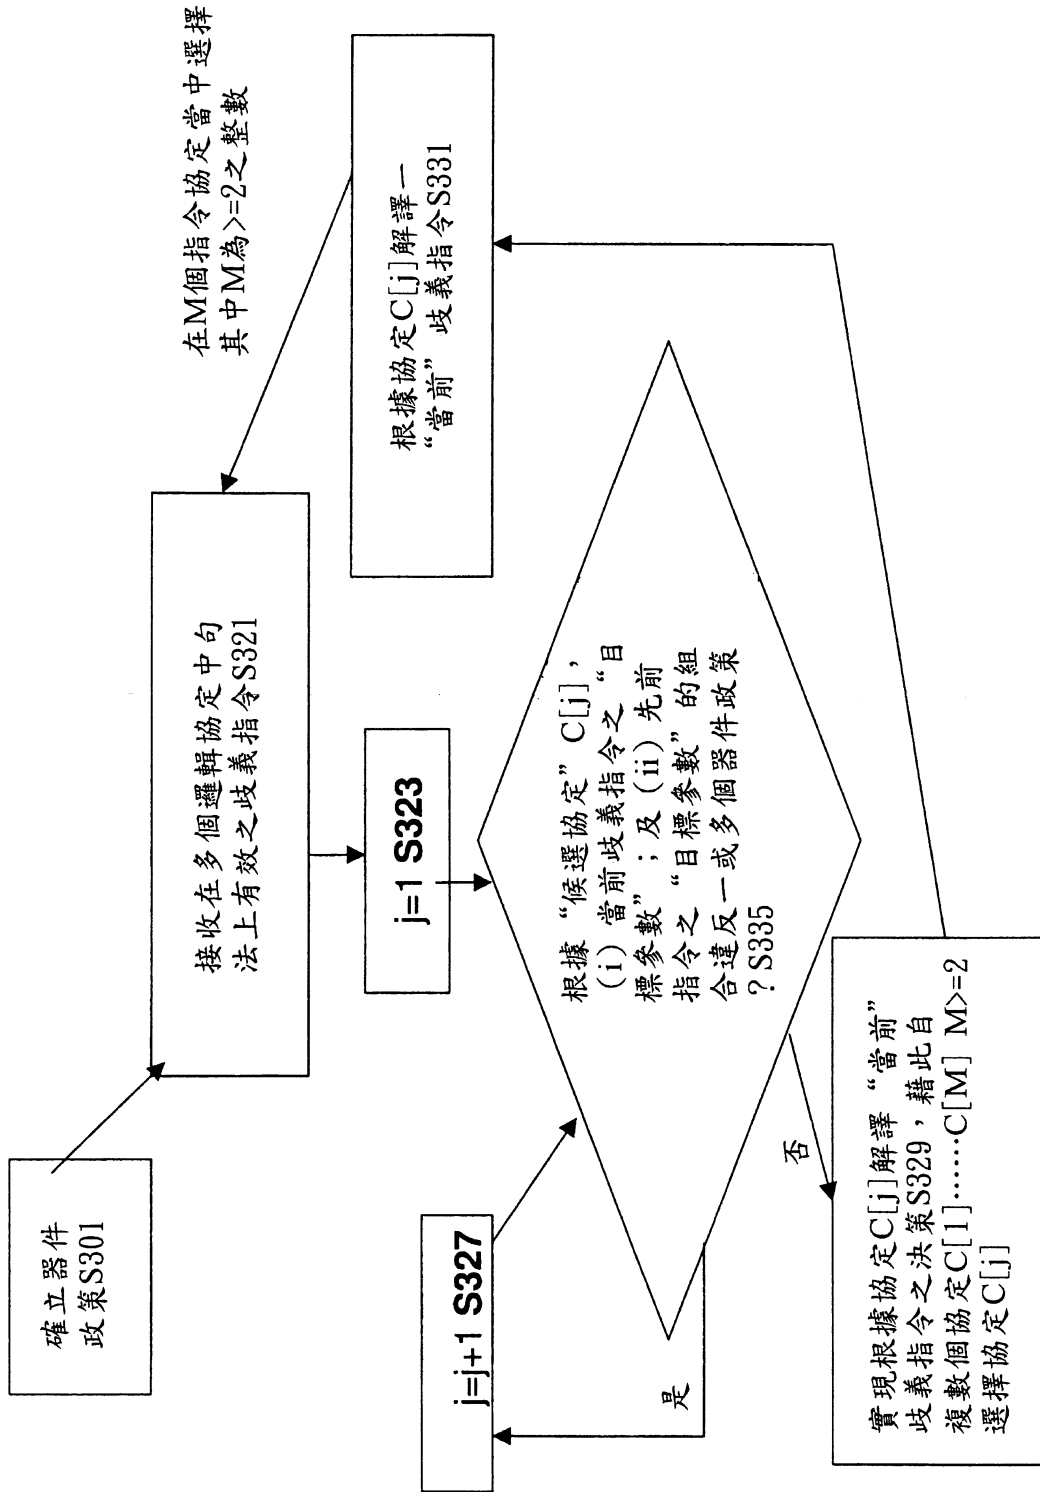 在M個指令協定當中選擇
其中M為>=2之整數
確立器件
政策S301
接收在多個邏輯協定中句
法上有效之歧義指令S321
根據協定C[j]解譯一
“當前” 歧義指令S331
j=1 S323
j=j+1 S327
根據“候選協定” C[j]，
(i) 當前歧義指令之“目
標參數”；及(ii) 先前
指令之“目標參數”的組
合違反一或多個器件政策
? S335
是
否
實現根據協定C[j]解譯“當前”
歧義指令之決策S329，藉此自
複數個協定C[1]......C[M] M>=2
選擇協定C[j]